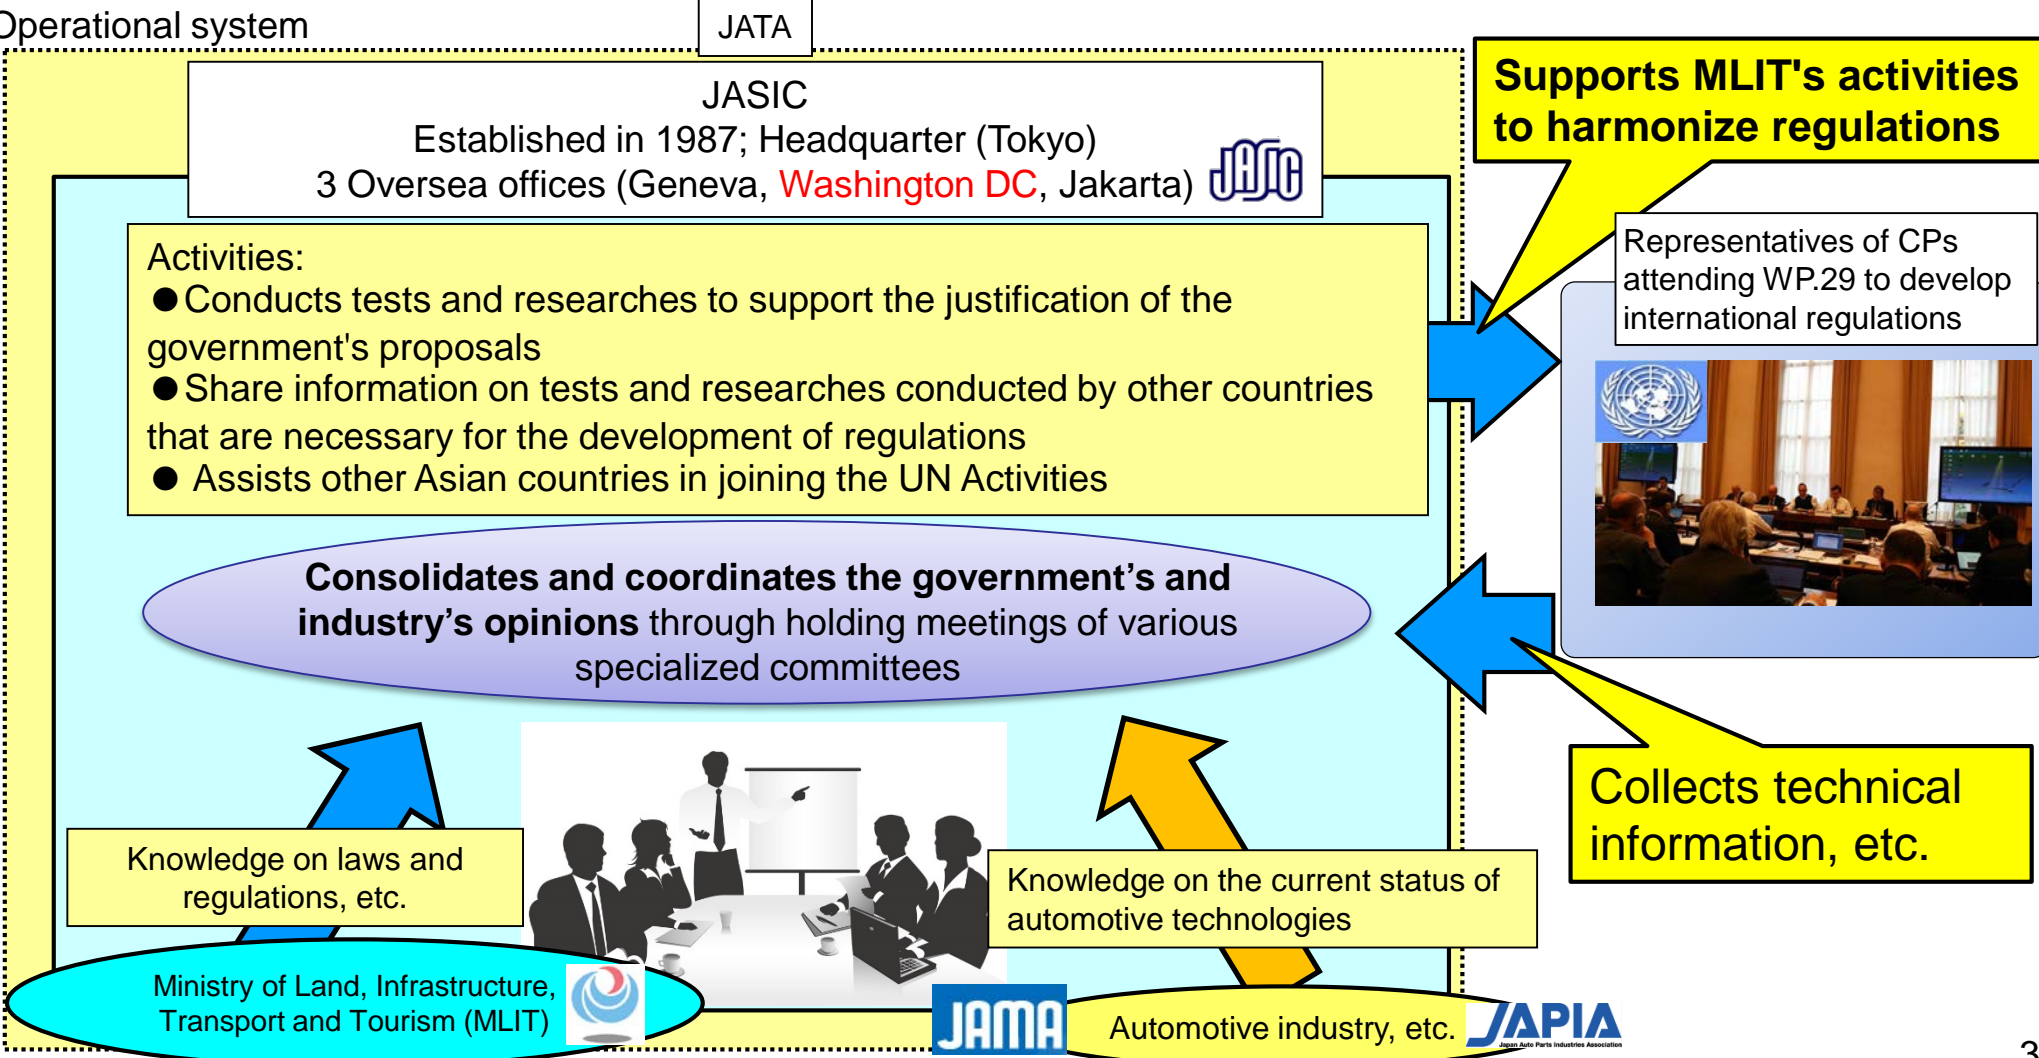 Operational system
JATA
JASIC
Established in 1987; Headquarter (Tokyo)
3 Oversea offices (Geneva, Washington DC, Jakarta)
JASIC
Supports MLIT's activities
to harmonize regulations
Activities:
●Conducts tests and researches to support the justification of the
government's proposals
●Share information on tests and researches conducted by other countries
that are necessary for the development of regulations
● Assists other Asian countries in joining the UN Activities
Representatives of CPs
attending WP.29 to develop
international regulations
Consolidates and coordinates the government’s and
industry’s opinions through holding meetings of various
specialized committees
Collects technical
information, etc.
Knowledge on laws and
regulations, etc.
Knowledge on the current status of
automotive technologies
Ministry of Land, Infrastructure,
Transport and Tourism (MLIT)
JAMA
Automotive industry, etc.
JAPIA
Japan Auto Parts Industries Association
3